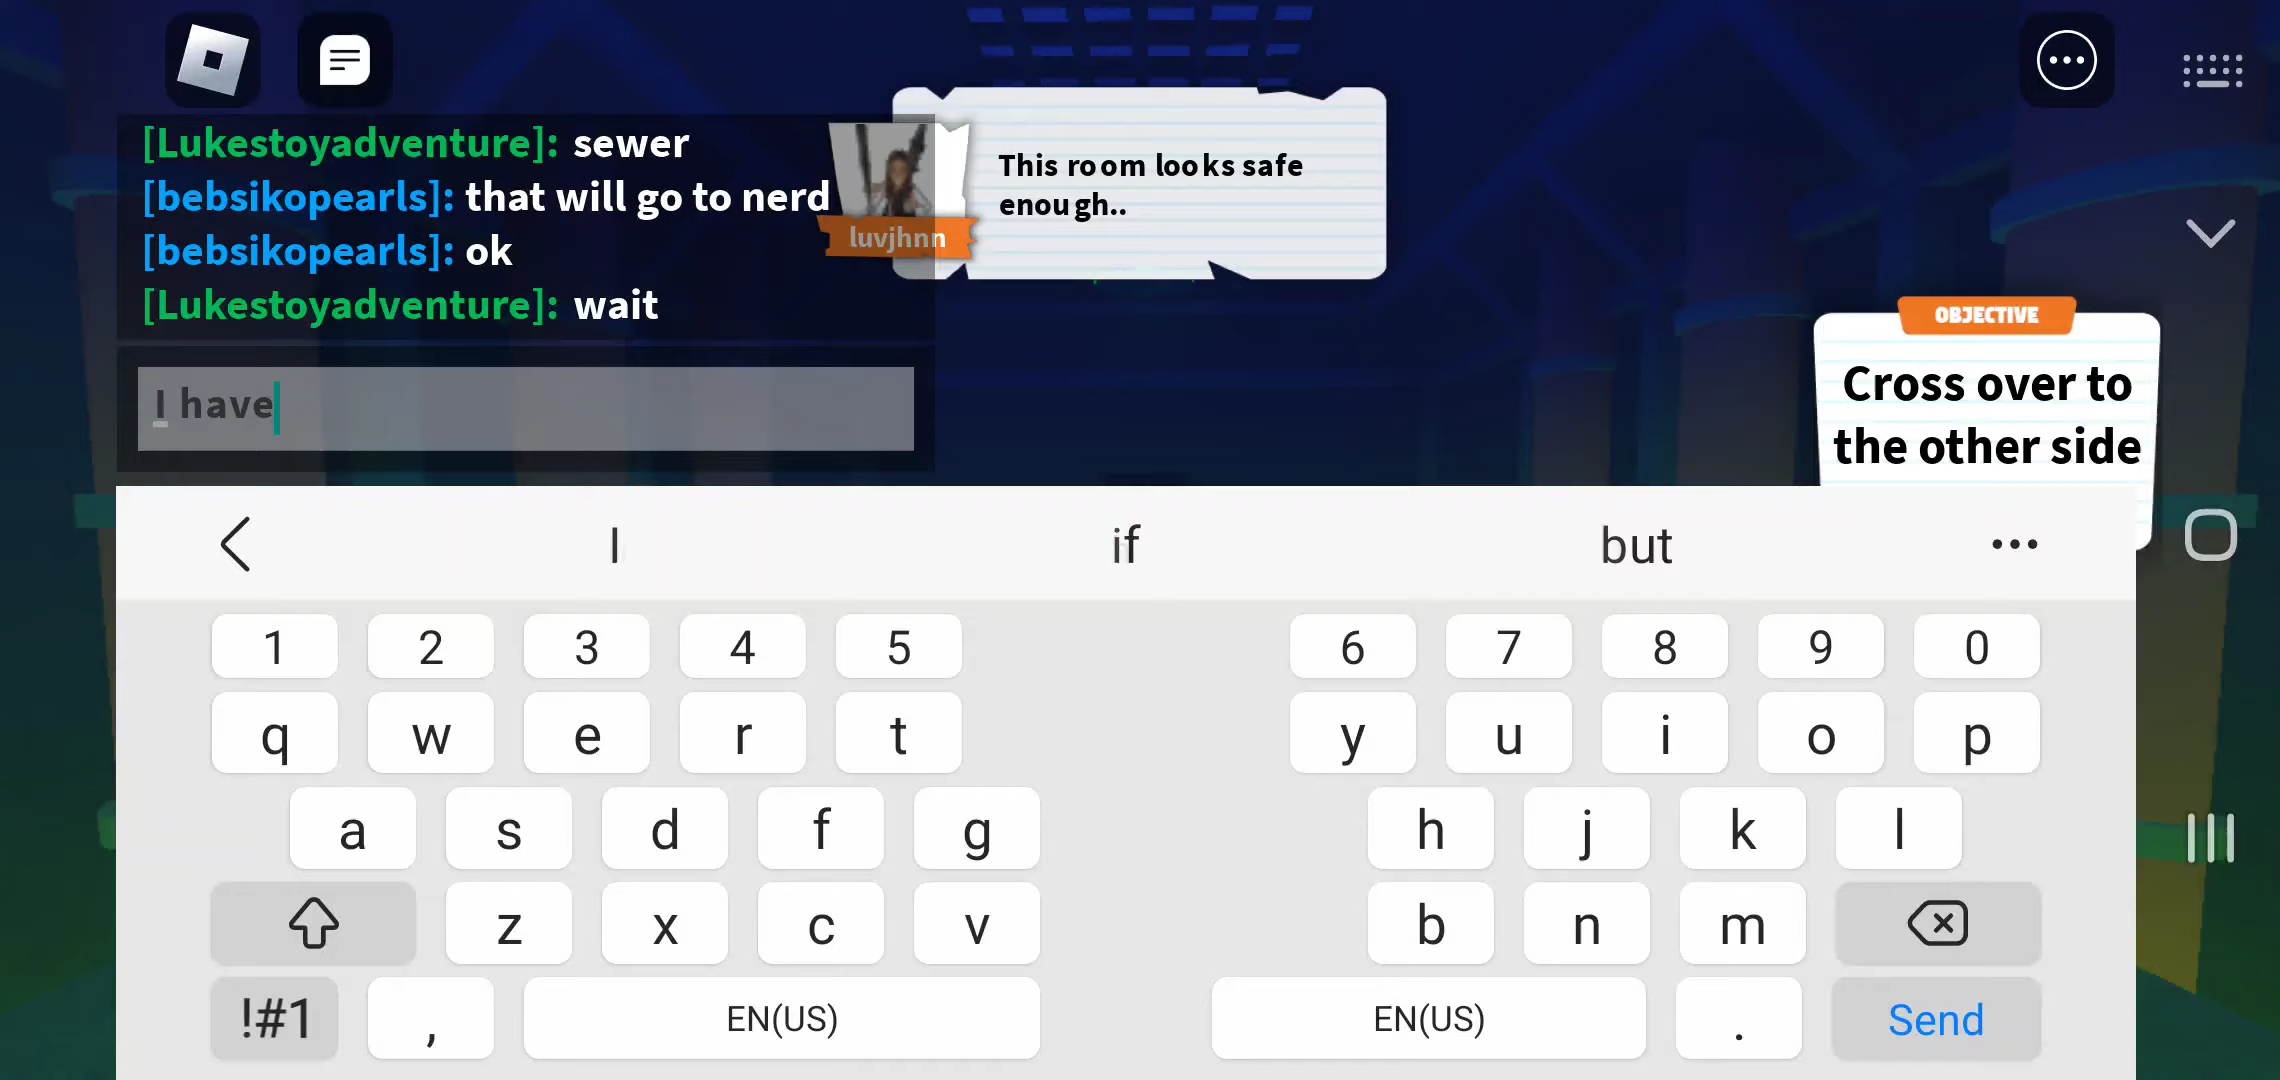 [Lukestoyadventure]: sewer
[bebsikopearls]: that will go to nerd
[bebsikopearls]: ok
[Lukestoyadventure]: wait
I have
This room looks safe
enough..
luvjhnn
OBJECTIVE
Cross over to
the other side
I if but
1 2 3 4 5 6 7 8 9 0
q w e r t y u i o p
a s d f g h j k l
z x c v b n m
!#1 , EN(US) EN(US) . Send